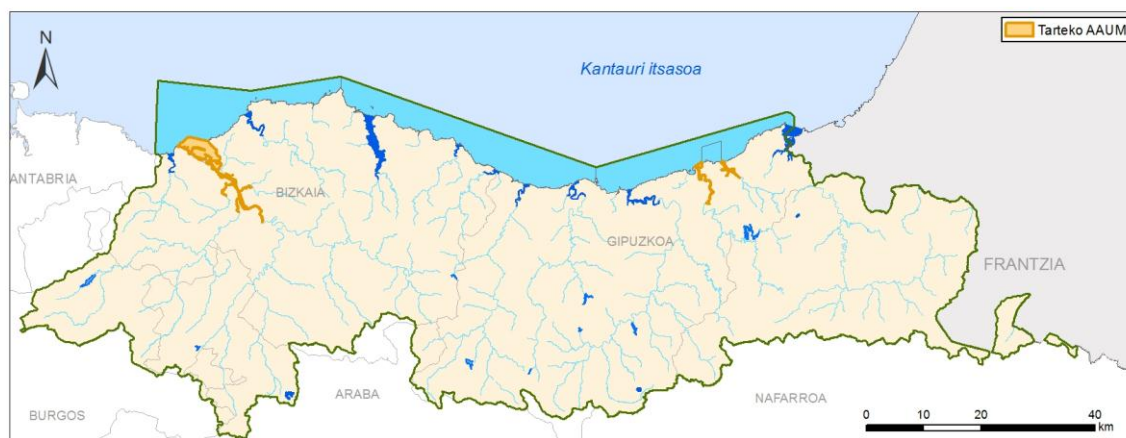 Tarteko AAUM
N
Kantauri itsasoa
ANTABRIA
BIZKAIA
GIPUZKOA
FRANTZIA
ARABA
NAFARROA
BURGOS
0 10 20 40
km